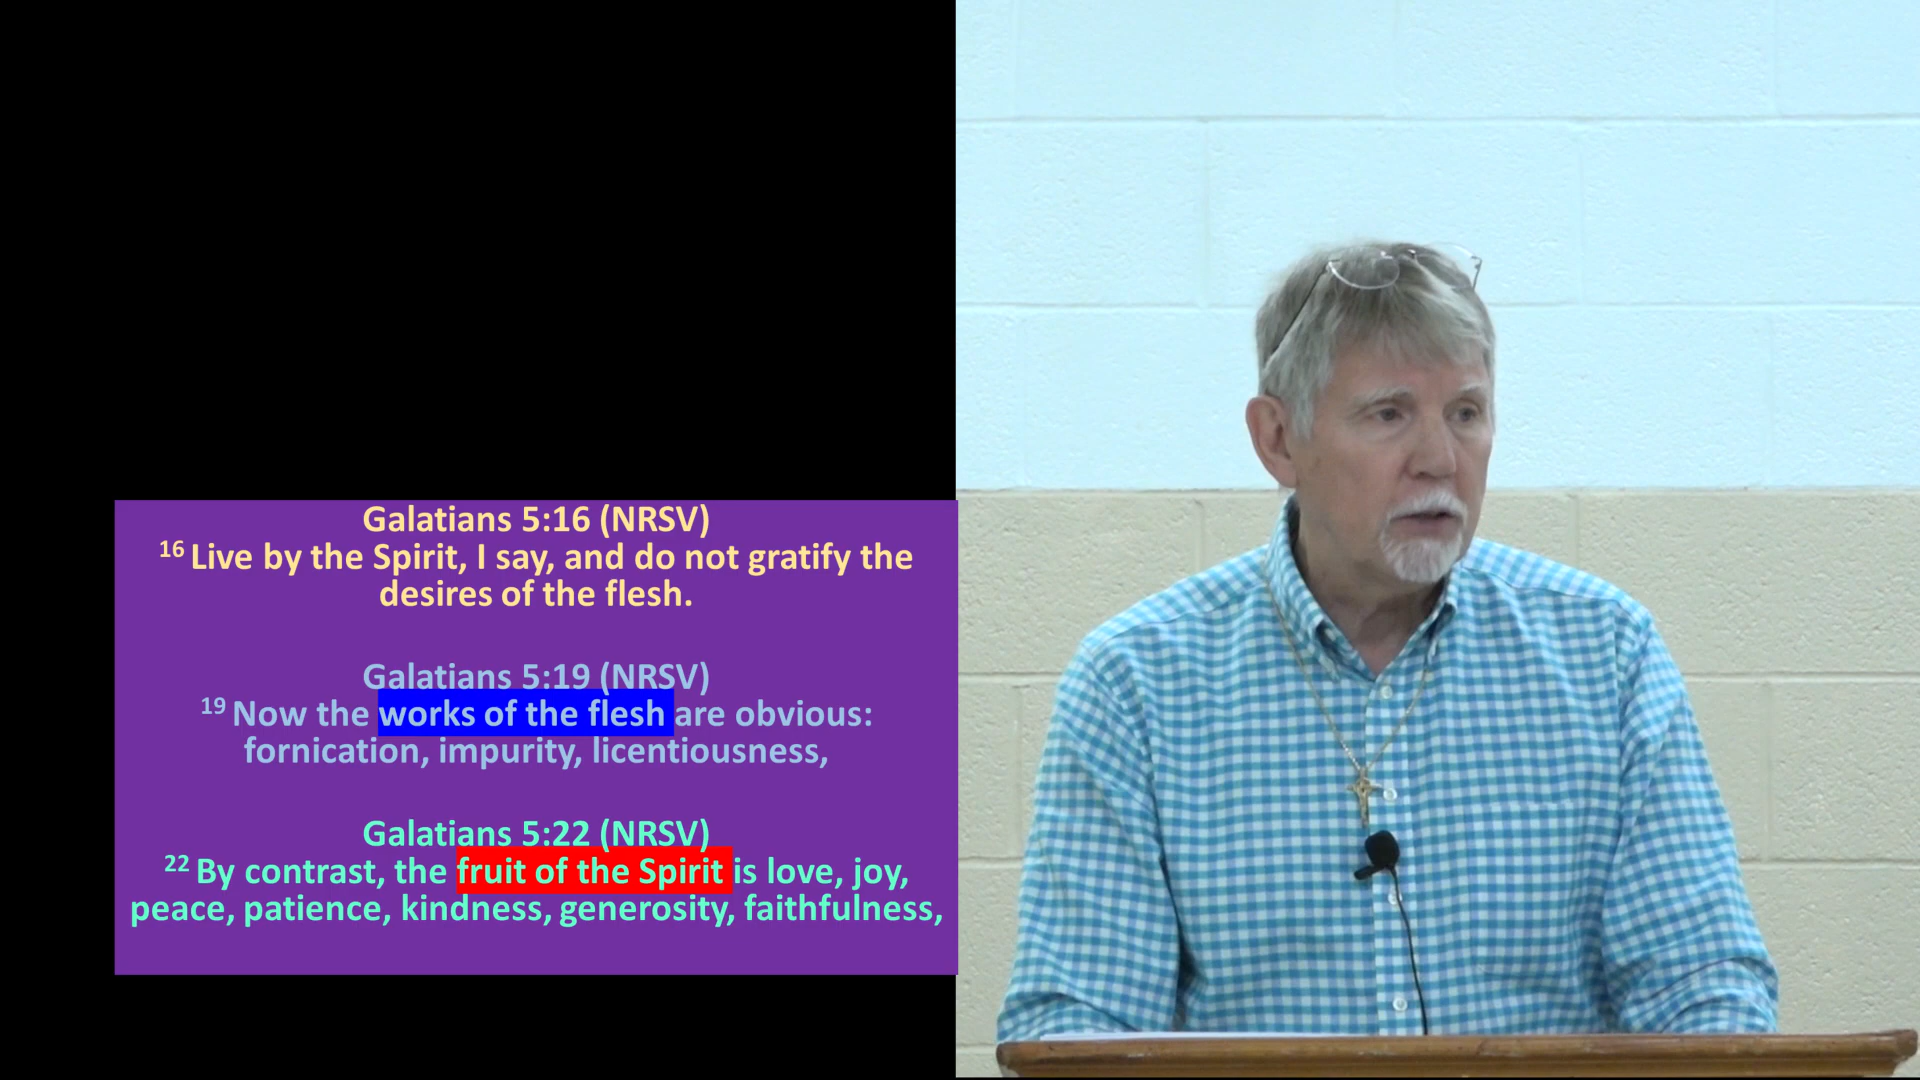 Galatians 5:16 (NRSV)
16 Live by the Spirit, I say, and do not gratify the
desires of the flesh.
Galatians 5:19 (NRSV)
19 Now the works of the flesh are obvious:
fornication, impurity, licentiousness,
Galatians 5:22 (NRSV)
22 By contrast, the fruit of the Spirit is love, joy,
peace, patience, kindness, generosity, faithfulness,